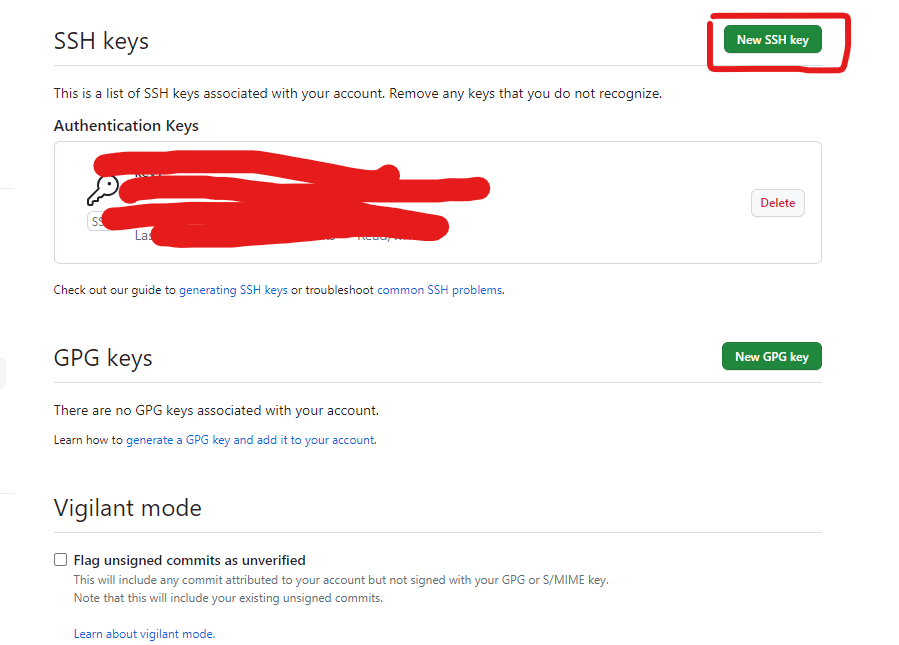 SSH keys
New SSH key
This is a list of SSH keys associated with your account. Remove any keys that you do not recognize.
Authentication Keys
Delete
Check out our guide to generating SSH keys or troubleshoot common SSH problems.
GPG keys
New GPG key
There are no GPG keys associated with your account.
Learn how to generate a GPG key and add it to your account.
Vigilant mode
Flag unsigned commits as unverified
This will include any commit attributed to your account but not signed with your GPG or S/MIME key.
Note that this will include your existing unsigned commits.
Learn about vigilant mode.